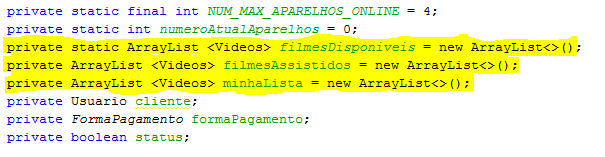 private static final int NUM_MAX_APARELHOS_ONLINE = 4;
private static int numeroAtualAparelhos = 0;
private static ArrayList <Videos> filmesDisponiveis = new ArrayList<>();
private ArrayList <Videos> filmesAssistidos = new ArrayList<>();
private ArrayList <Videos> minhaLista = new ArrayList<>();
private Usuario cliente;
private FormaPagamento formaPagamento;
private boolean status;